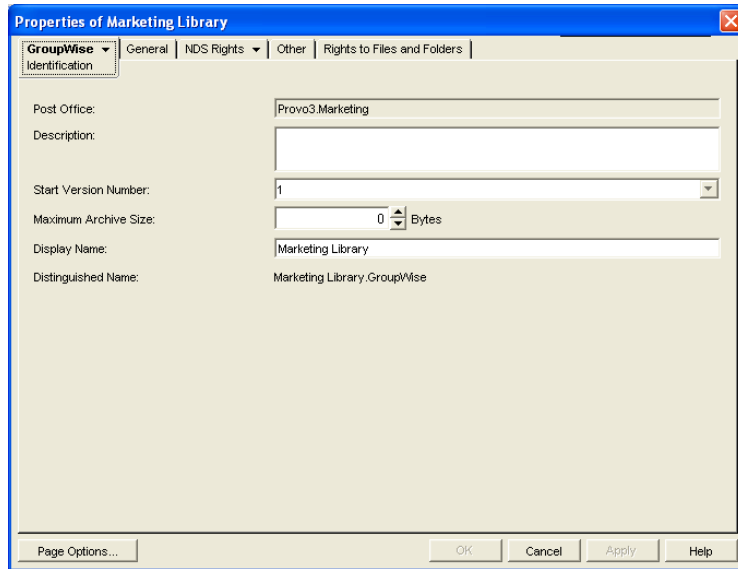 Properties of Marketing Library
GroupWise General NDS Rights Other Rights to Files and Folders
Identification
Post Office: Provo3.Marketing
Description:
Start Version Number: 1
Maximum Archive Size: 0 Bytes
Display Name: Marketing Library
Distinguished Name: Marketing Library.GroupWise
Page Options... OK Cancel Apply Help